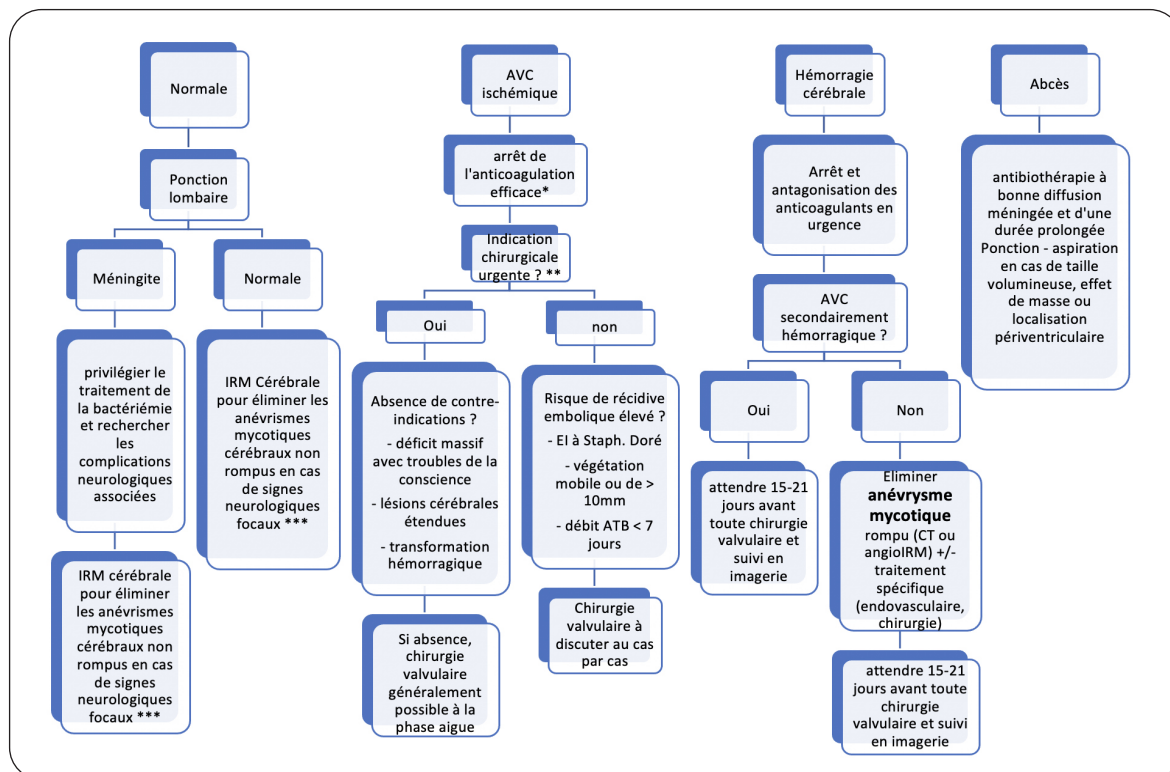 Normale
Ponction
lombaire
Méningite
privilégier le
traitement de
la bactériémie
et rechercher
les
complications
neurologiques
associées
IRM cérébrale
pour éliminer
les anévrismes
mycotiques
cérébraux non
rompus en cas
de signes
neurologiques
focaux ***
Normale
IRM Cérébrale
pour éliminer les
anévrismes
mycotiques
cérébraux non
rompus en cas
de signes
neurologiques
focaux ***
AVC
ischémique
arrêt de
l'anticoagulation
efficace*
Indication
chirurgicale
urgente ? **
Oui
Absence de contre-
indications ?
- déficit massif
avec troubles de la
conscience
- lésions cérébrales
étendues
- transformation
hémorragique
Si absence,
chirurgie
valvulaire
généralement
possible à la
phase aigue
non
Risque de récidive
embolique élevé ?
- EI à Staph. Doré
- végétation
mobile ou de >
10mm
- débit ATB < 7
jours
Chirurgie
valvulaire à
discuter au cas
par cas
Hémorragie
cérébrale
Arrêt et
antagonisation des
anticoagulants en
urgence
AVC
secondairement
hémorragique ?
Oui
attendre 15-21
jours avant
toute chirurgie
valvulaire et
suivi en
imagerie
Non
Eliminer
anévrysme
mycotique
rompu (CT ou
angioIRM) +/-
traitement
spécifique
(endovasculaire,
chirurgie)
attendre 15-21
jours avant toute
chirurgie
valvulaire et suivi
en imagerie
Abcès
antibiothérapie à
bonne diffusion
méningée et d'une
durée prolongée
Ponction - aspiration
en cas de taille
volumineuse, effet
de masse ou
localisation
périventriculaire